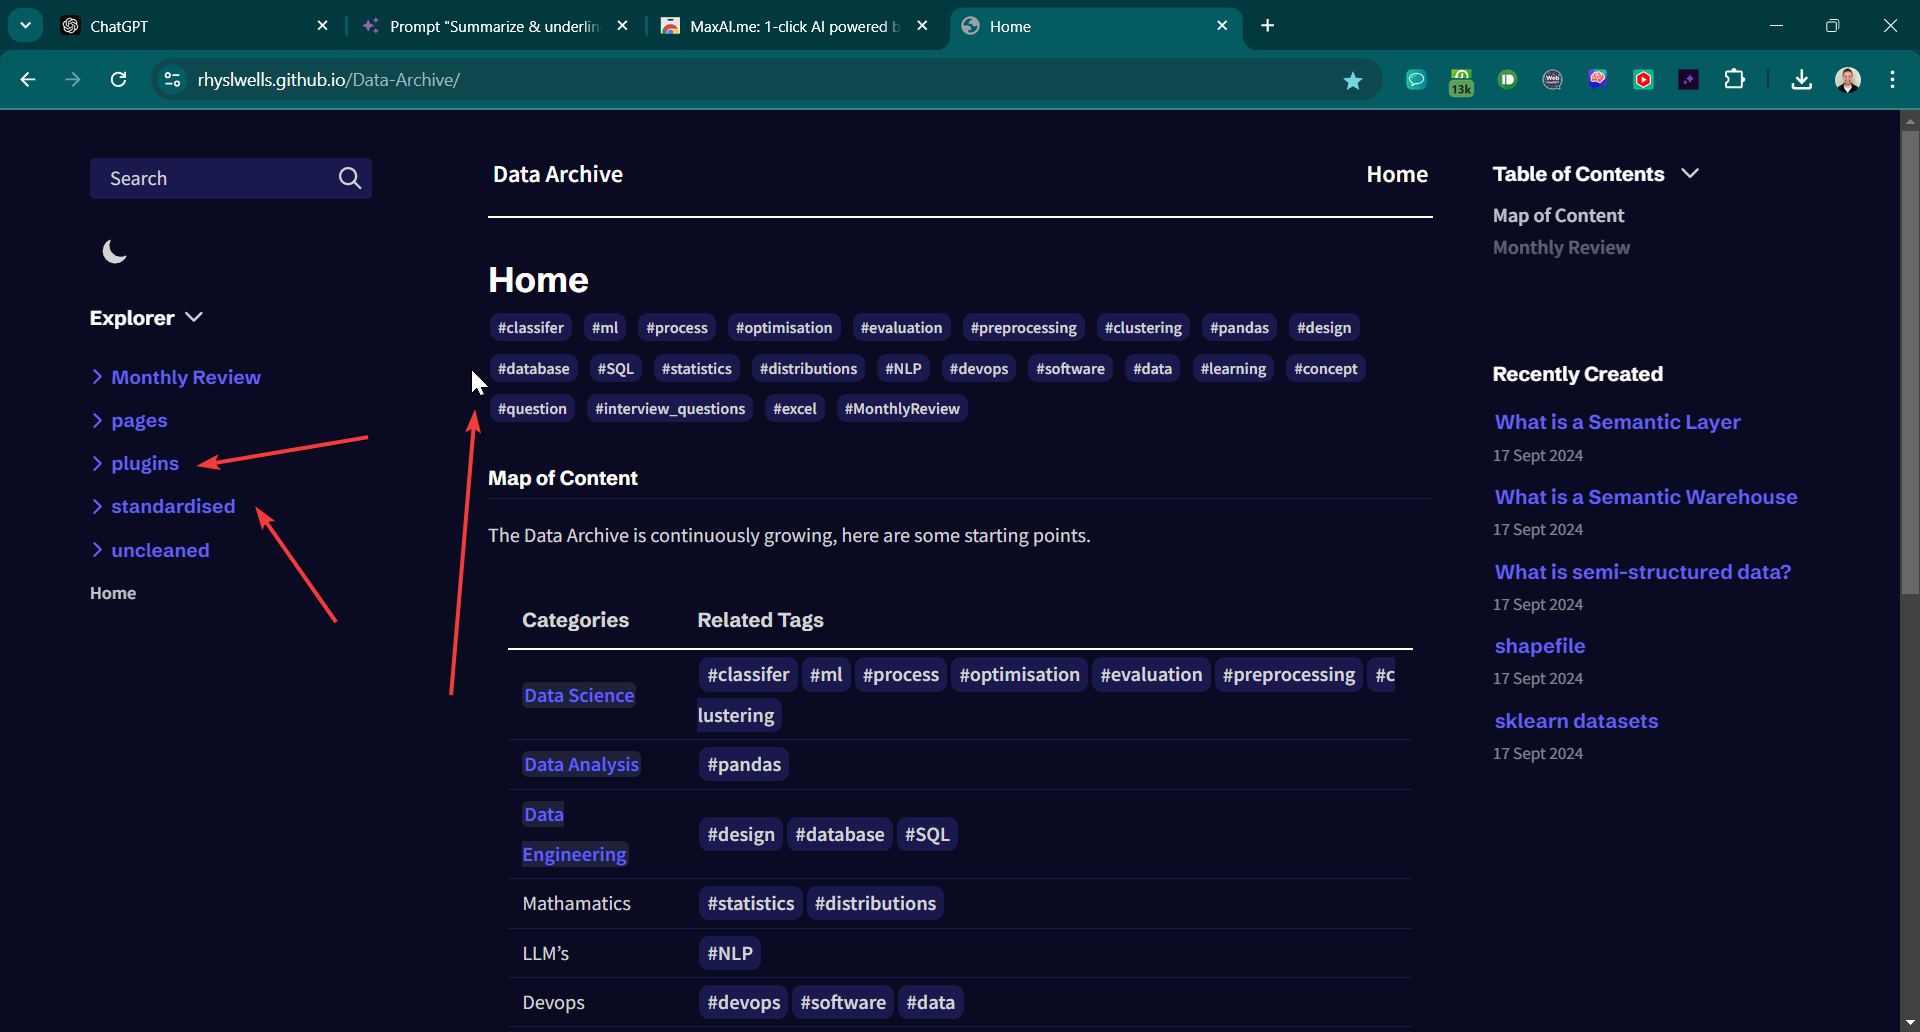 ChatGPT
Prompt "Summarize & underlin
MaxAI.me: 1-click AI powered b
Home
rhyslwells.github.io/Data-Archive/
13k
Search
Explorer
Monthly Review
pages
plugins
standardised
uncleaned
Home
Data Archive
Home
Home
#classifer #ml #process #optimisation #evaluation #preprocessing #clustering #pandas #design
#database #SQL #statistics #distributions #NLP #devops #software #data #learning #concept
#question #interview_questions #excel #MonthlyReview
Map of Content
The Data Archive is continuously growing, here are some starting points.
Categories Related Tags
Data Science #classifer #ml #process #optimisation #evaluation #preprocessing #c
lustering
Data Analysis #pandas
Data
Engineering #design #database #SQL
Mathamatics #statistics #distributions
LLM’s #NLP
Devops #devops #software #data
Table of Contents
Map of Content
Monthly Review
Recently Created
What is a Semantic Layer
17 Sept 2024
What is a Semantic Warehouse
17 Sept 2024
What is semi-structured data?
17 Sept 2024
shapefile
17 Sept 2024
sklearn datasets
17 Sept 2024